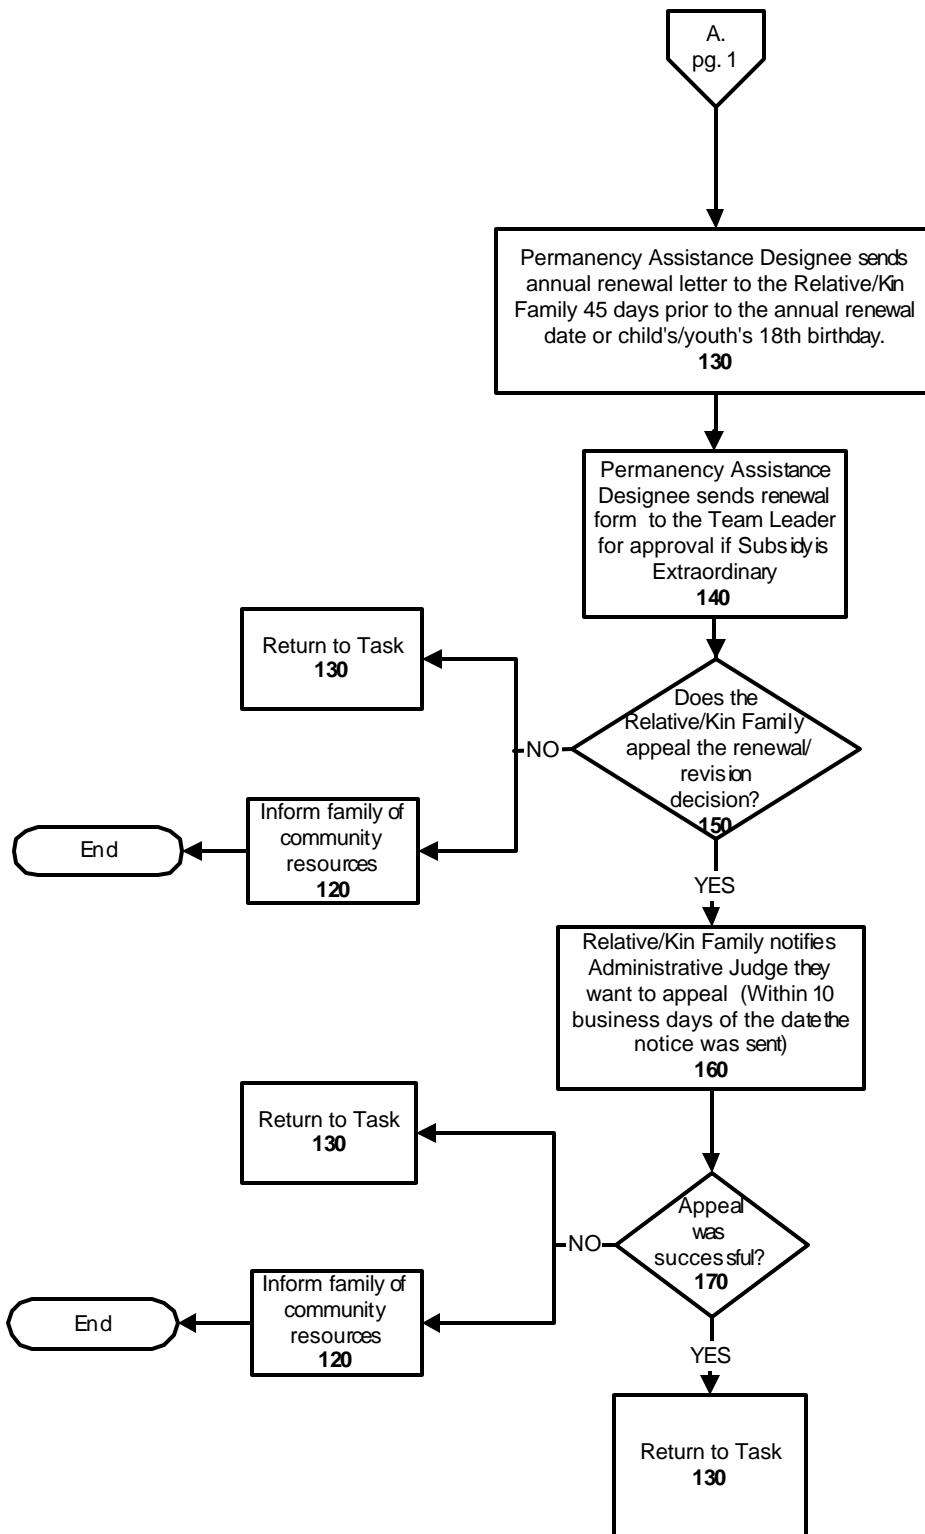 A.
pg. 1
Permanency Assistance Designee sends
annual renewal letter to the Relative/Kin
Family 45 days prior to the annual renewal
date or child's/youth's 18th birthday.
130
Permanency Assistance
Designee sends renewal
form to the Team Leader
for approval if Subsidy is
Extraordinary
140
Return to Task
130
Does the
Relative/Kin Family
appeal the renewal/
revision
decision?
150
NO
Inform family of
community
resources
120
End
YES
Relative/Kin Family notifies
Administrative Judge they
want to appeal (Within 10
business days of the date the
notice was sent)
160
Return to Task
130
Appeal
was
successful?
170
NO
Inform family of
community
resources
120
End
YES
Return to Task
130